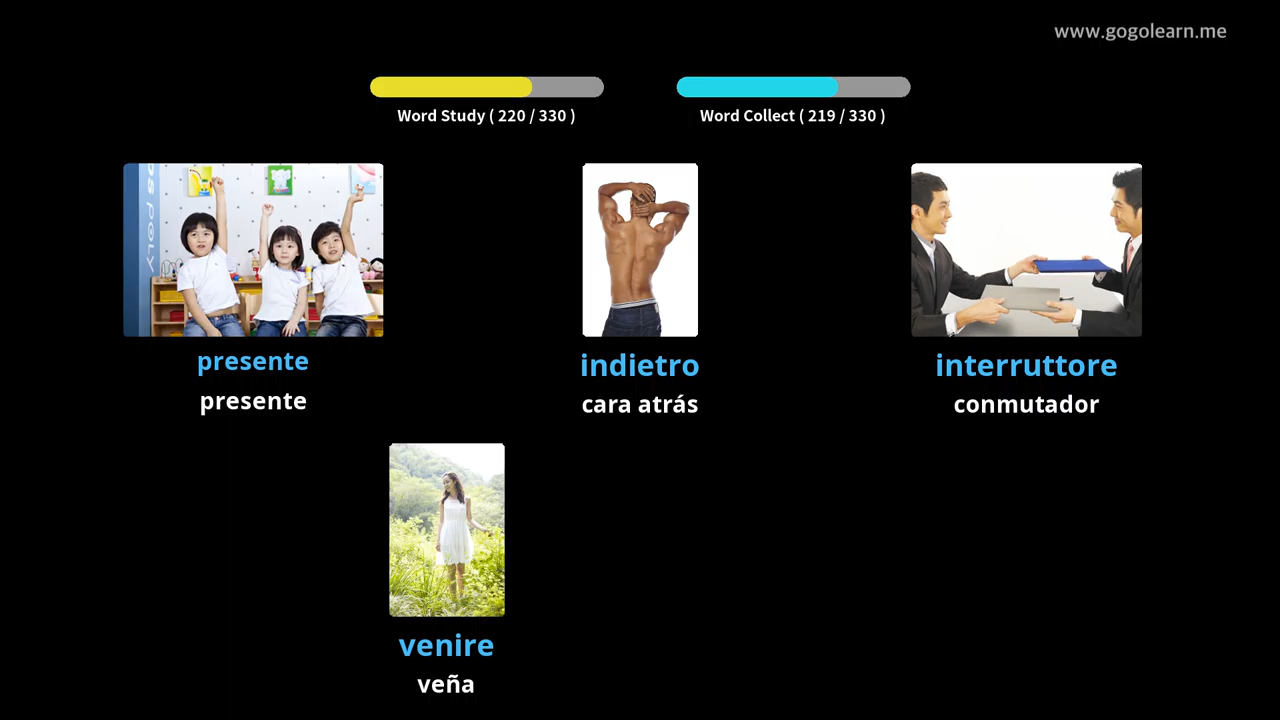 www.gogolearn.me
Word Study ( 220 / 330 )
Word Collect ( 219 / 330 )
presente
presente
indietro
cara atrás
interruttore
conmutador
venire
veña